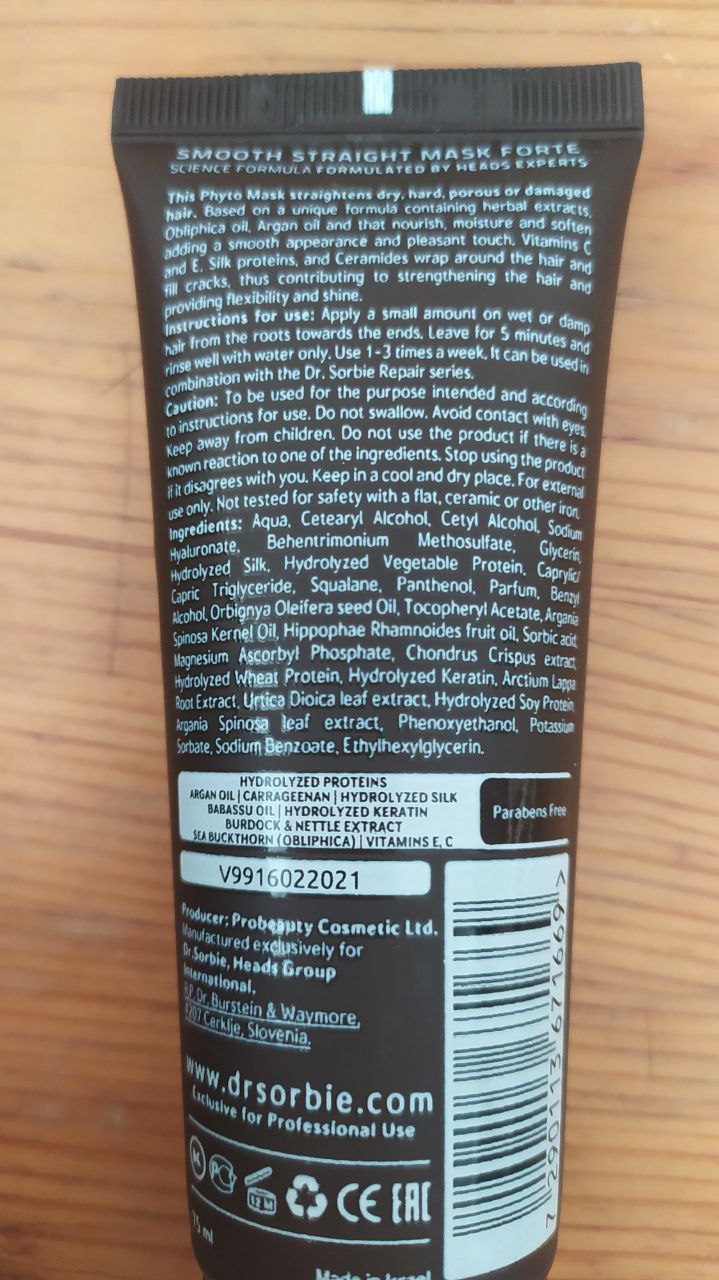 SMOOTH STRAIGHT MASK FORTE
SCIENCE FORMULA FORMULATED BY HEADS EXPERTS
This Phyto Mask straightens dry, hard, porous or damaged
hair. Based on a unique formula containing herbal extracts,
Obliphica oil, Argan oil and that nourish, moisture and soften
adding a smooth appearance and pleasant touch. Vitamins C
and E, Silk proteins, and Ceramides wrap around the hair and
fill cracks, thus contributing to strengthening the hair and
providing flexibility and shine.
Instructions for use: Apply a small amount on wet or damp
hair from the roots towards the ends. Leave for 5 minutes and
rinse well with water only. Use 1-3 times a week. It can be used in
combination with the Dr. Sorbie Repair series.
Caution: To be used for the purpose intended and according
to instructions for use. Do not swallow. Avoid contact with eyes.
Keep away from children. Do not use the product if there is a
known reaction to one of the ingredients. Stop using the product
if it disagrees with you. Keep in a cool and dry place. For external
use only. Not tested for safety with a flat, ceramic or other iron.
Ingredients: Aqua, Cetearyl Alcohol, Cetyl Alcohol, Sodium
Hyaluronate, Behentrimonium Methosulfate, Glycerin,
Hydrolyzed Silk, Hydrolyzed Vegetable Protein, Caprylic/
Capric Triglyceride, Squalane, Panthenol, Parfum, Benzyl
Alcohol, Orbignya Oleifera seed Oil, Tocopheryl Acetate, Argania
Spinosa Kernel Oil, Hippophae Rhamnoides fruit oil, Sorbic acid,
Magnesium Ascorbyl Phosphate, Chondrus Crispus extract,
Hydrolyzed Wheat Protein, Hydrolyzed Keratin, Arctium Lappa
Root Extract, Urtica Dioica leaf extract, Hydrolyzed Soy Protein,
Argania Spinosa leaf extract, Phenoxyethanol, Potassium
Sorbate, Sodium Benzoate, Ethylhexylglycerin.
HYDROLYZED PROTEINS
ARGAN OIL | CARRAGEENAN | HYDROLYZED SILK
BABASSU OIL | HYDROLYZED KERATIN
BURDOCK & NETTLE EXTRACT
SEA BUCKTHORN (OBLIPHICA) | VITAMINS E, C
Parabens Free
V9916022021
Producer: Probeauty Cosmetic Ltd.
Manufactured exclusively for
Dr.Sorbie, Heads Group
International.
B.P. Dr. Burstein & Waymore,
4207 Cerklje, Slovenia.
www.drsorbie.com
Exclusive for Professional Use
K
12 M
CE EAC
75 ml
Made in Israel
7 290113 671669 >